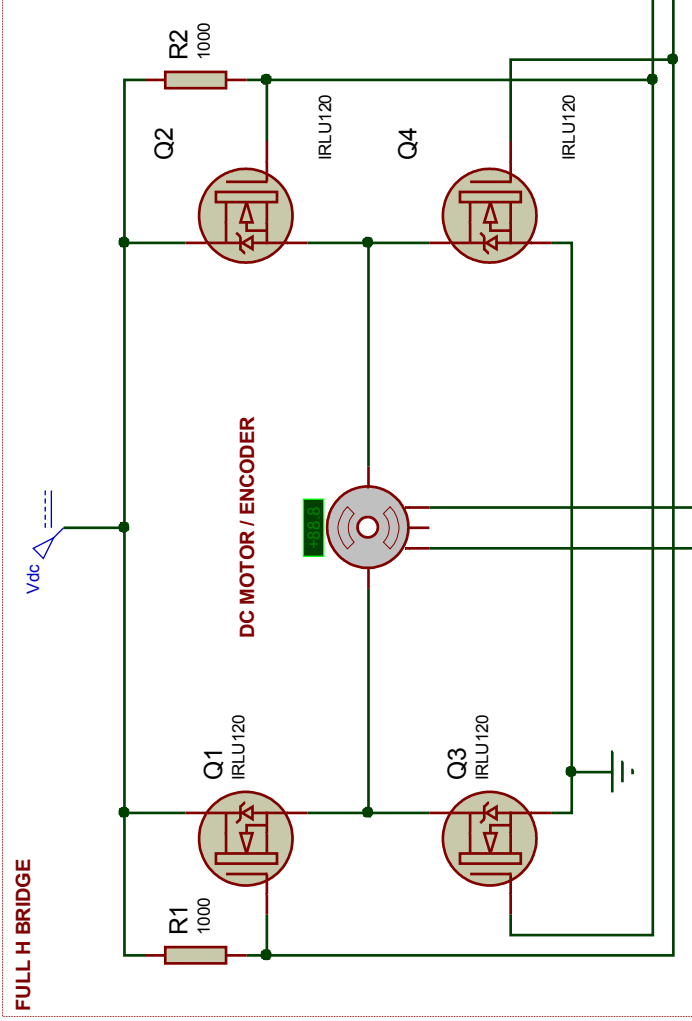 FULL H BRIDGE
Vdc
R1
1000
Q1
IRLU120
DC MOTOR / ENCODER
+88.8
Q2
IRLU120
R2
1000
Q3
IRLU120
Q4
IRLU120